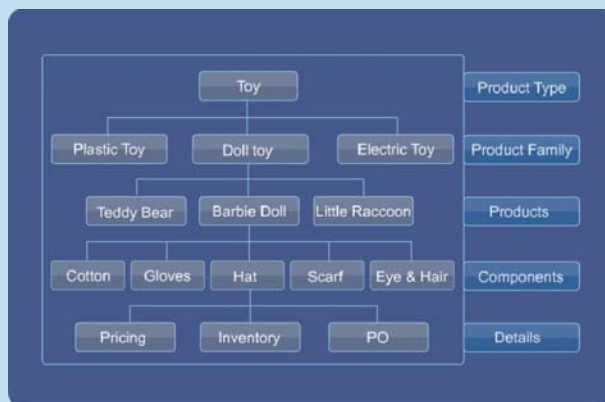 Toy
Product Type
Plastic Toy
Doll toy
Electric Toy
Product Family
Teddy Bear
Barbie Doll
Little Raccoon
Products
Cotton
Gloves
Hat
Scarf
Eye & Hair
Components
Pricing
Inventory
PO
Details